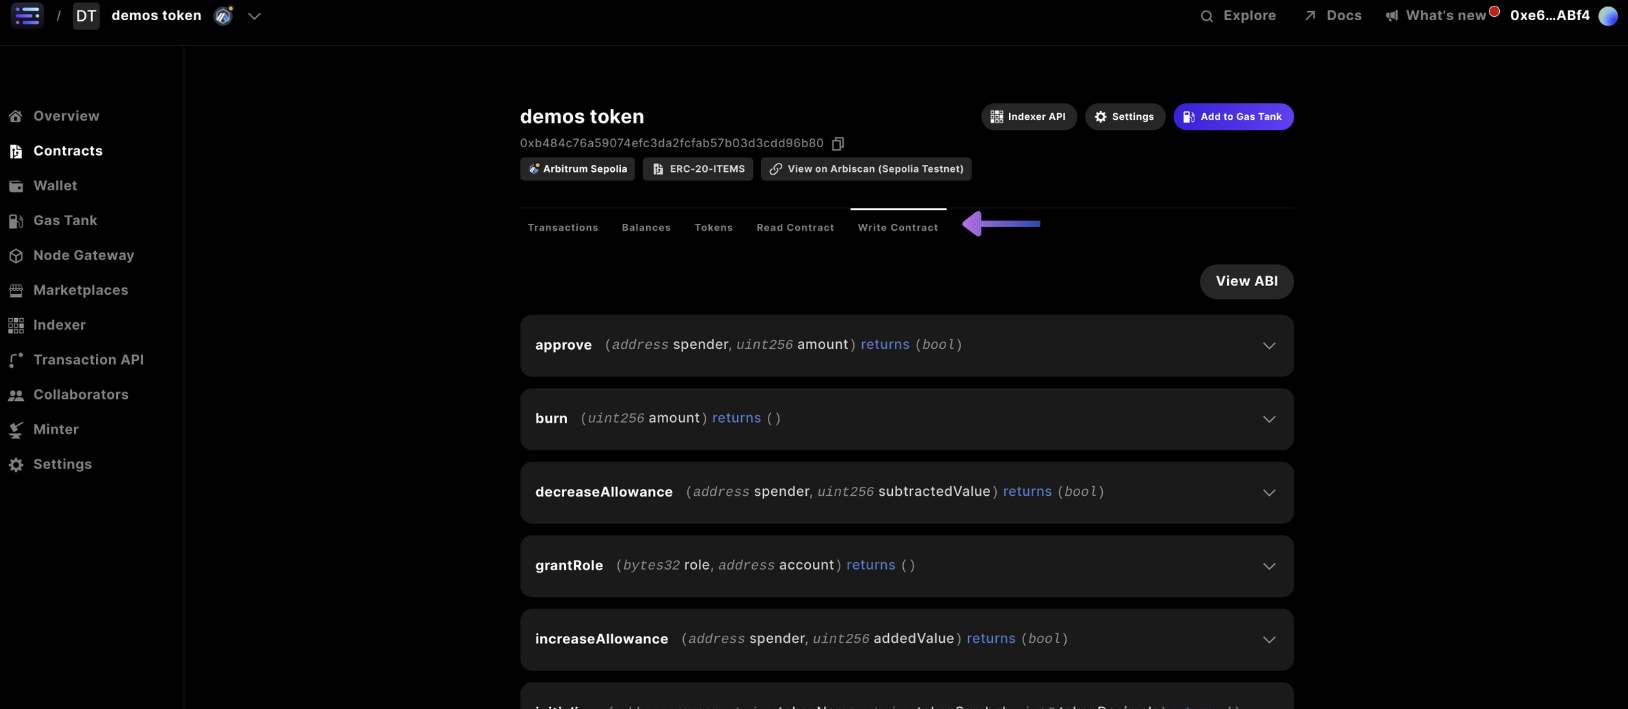 / DT demos token
Explore Docs What's new 0xe6...ABf4
Overview
Contracts
Wallet
Gas Tank
Node Gateway
Marketplaces
Indexer
Transaction API
Collaborators
Minter
Settings
demos token
Indexer API Settings Add to Gas Tank
0xb484c76a59074efc3da2fcfab57b03d3cdd96b80
Arbitrum Sepolia ERC-20-ITEMS View on Arbiscan (Sepolia Testnet)
Transactions Balances Tokens Read Contract Write Contract
View ABI
approve (address spender, uint256 amount) returns (bool)
burn (uint256 amount) returns ()
decreaseAllowance (address spender, uint256 subtractedValue) returns (bool)
grantRole (bytes32 role, address account) returns ()
increaseAllowance (address spender, uint256 addedValue) returns (bool)